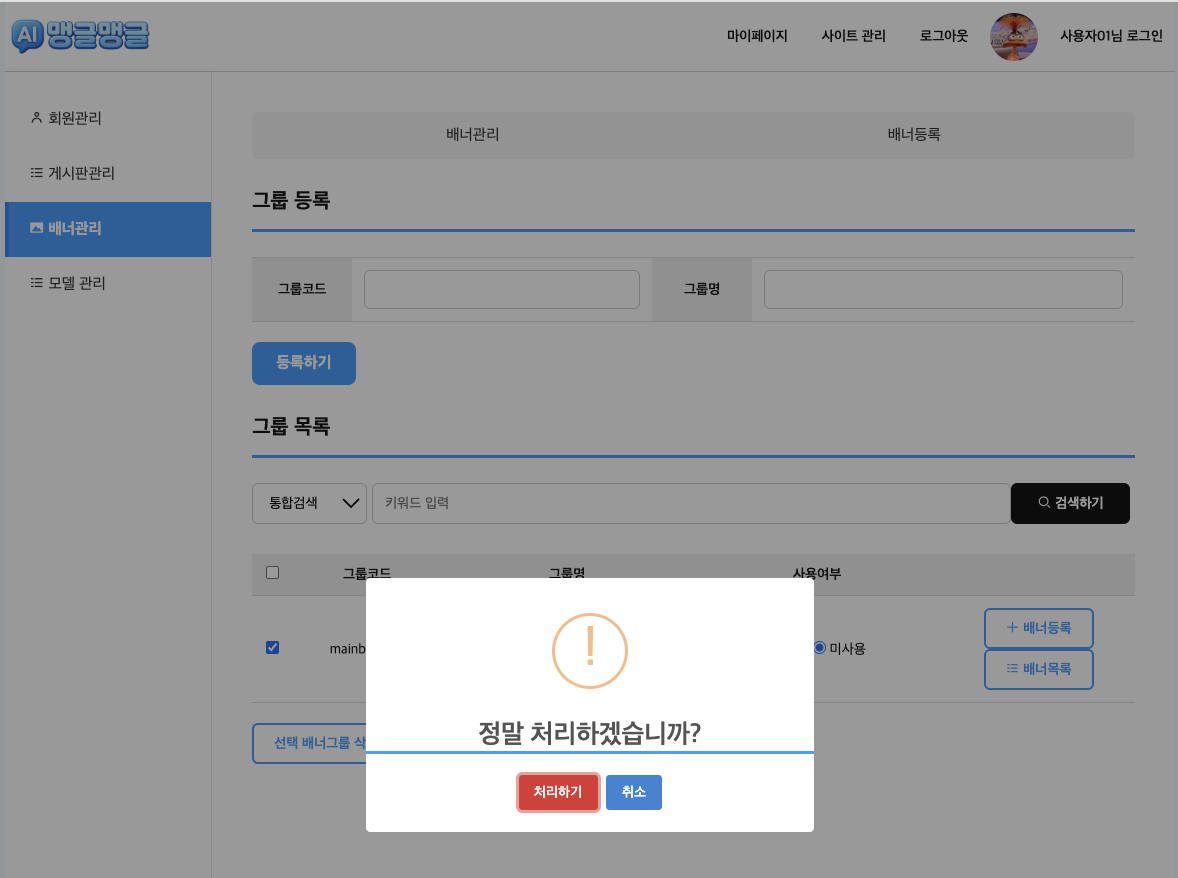 AI 맹글맹글
마이페이지 사이트 관리 로그아웃 사용자01님 로그인
회원관리
게시판관리
배너관리
모델 관리
배너관리 배너등록
그룹 등록
그룹코드 그룹명
등록하기
그룹 목록
통합검색 키워드 입력 검색하기
그룹코드 그룹명 사용여부
mainb 미사용
배너등록
배너목록
선택 배너그룹 삭
!
정말 처리하겠습니까?
처리하기 취소